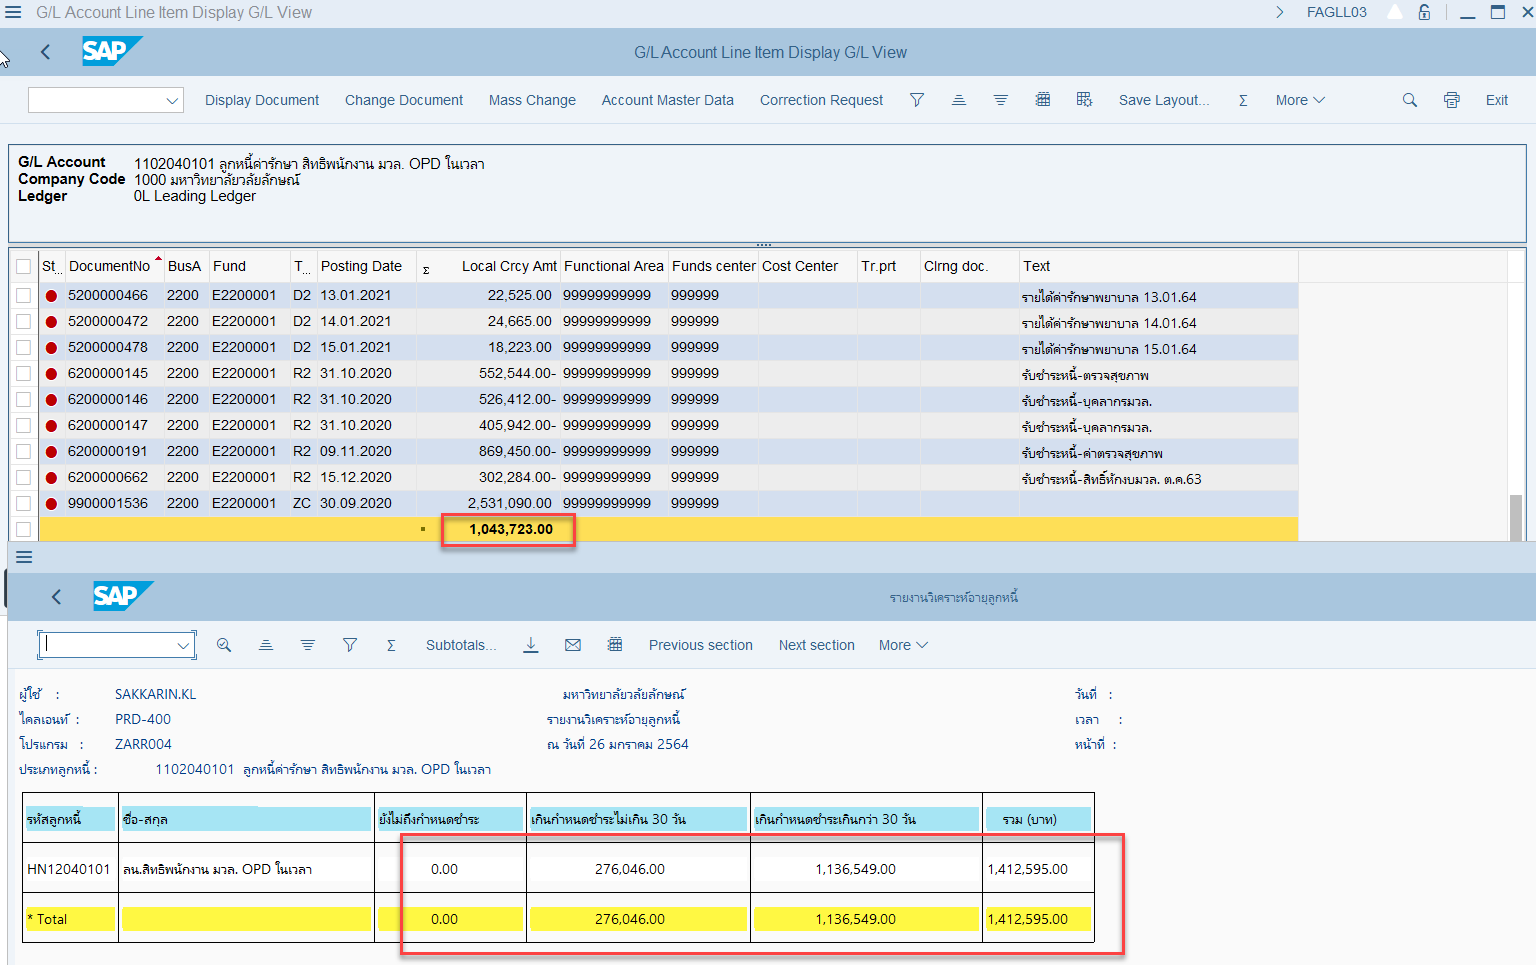 G/L Account Line Item Display G/L View
FAGLL03
SAP
G/L Account Line Item Display G/L View
Display Document Change Document Mass Change Account Master Data Correction Request Save Layout... Σ More Exit
G/L Account 1102040101 ลูกหนี้ค่ารักษา สิทธิพนักงาน มวล. OPD ในเวลา
Company Code 1000 มหาวิทยาลัยวลัยลักษณ์
Ledger 0L Leading Ledger
St... DocumentNo BusA Fund T... Posting Date Σ Local Crcy Amt Functional Area Funds center Cost Center Tr.prt Clrng doc. Text
5200000466 2200 E2200001 D2 13.01.2021 22,525.00 99999999999 999999 รายได้ค่ารักษาพยาบาล 13.01.64
5200000472 2200 E2200001 D2 14.01.2021 24,665.00 99999999999 999999 รายได้ค่ารักษาพยาบาล 14.01.64
5200000478 2200 E2200001 D2 15.01.2021 18,223.00 99999999999 999999 รายได้ค่ารักษาพยาบาล 15.01.64
6200000145 2200 E2200001 R2 31.10.2020 552,544.00- 99999999999 999999 รับชำระหนี้-ตรวจสุขภาพ
6200000146 2200 E2200001 R2 31.10.2020 526,412.00- 99999999999 999999 รับชำระหนี้-บุคลากรมวล.
6200000147 2200 E2200001 R2 31.10.2020 405,942.00- 99999999999 999999 รับชำระหนี้-บุคลากรมวล.
6200000191 2200 E2200001 R2 09.11.2020 869,450.00- 99999999999 999999 รับชำระหนี้-ค่าตรวจสุขภาพ
6200000662 2200 E2200001 R2 15.12.2020 302,284.00- 99999999999 999999 รับชำระหนี้-สิทธิ์หักงบมวล. ต.ค.63
9900001536 2200 E2200001 ZC 30.09.2020 2,531,090.00 99999999999 999999
1,043,723.00
SAP
รายงานวิเคราะห์อายุลูกหนี้
Σ Subtotals... Previous section Next section More
ผู้ใช้ : SAKKARIN.KL มหาวิทยาลัยวลัยลักษณ์ วันที่ :
ไคลเอนท์ : PRD-400 รายงานวิเคราะห์อายุลูกหนี้ เวลา :
โปรแกรม : ZARR004 ณ วันที่ 26 มกราคม 2564 หน้าที่ :
ประเภทลูกหนี้ : 1102040101 ลูกหนี้ค่ารักษา สิทธิพนักงาน มวล. OPD ในเวลา
รหัสลูกหนี้ ชื่อ-สกุล ยังไม่ถึงกำหนดชำระ เกินกำหนดชำระไม่เกิน 30 วัน เกินกำหนดชำระเกินกว่า 30 วัน รวม (บาท)
HN12040101 ลน.สิทธิพนักงาน มวล. OPD ในเวลา 0.00 276,046.00 1,136,549.00 1,412,595.00
* Total 0.00 276,046.00 1,136,549.00 1,412,595.00